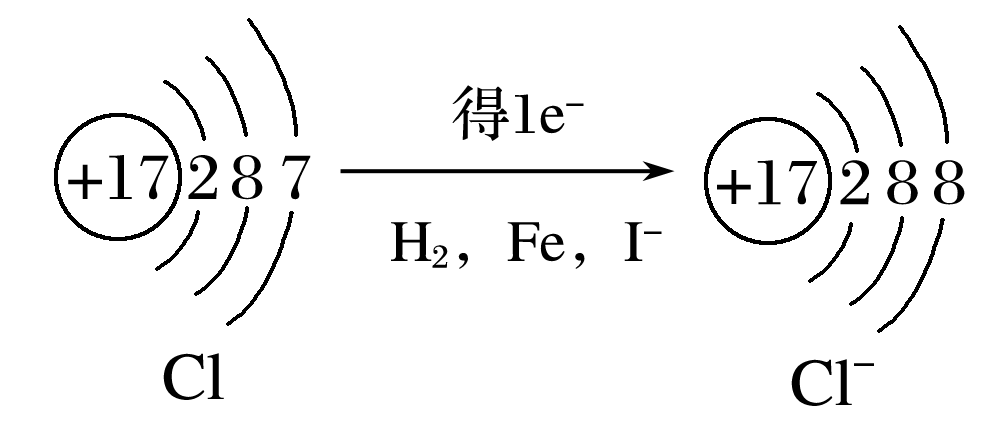 得1e⁻
+17 2 8 7
+17 2 8 8
H₂，Fe，I⁻
Cl
Cl⁻